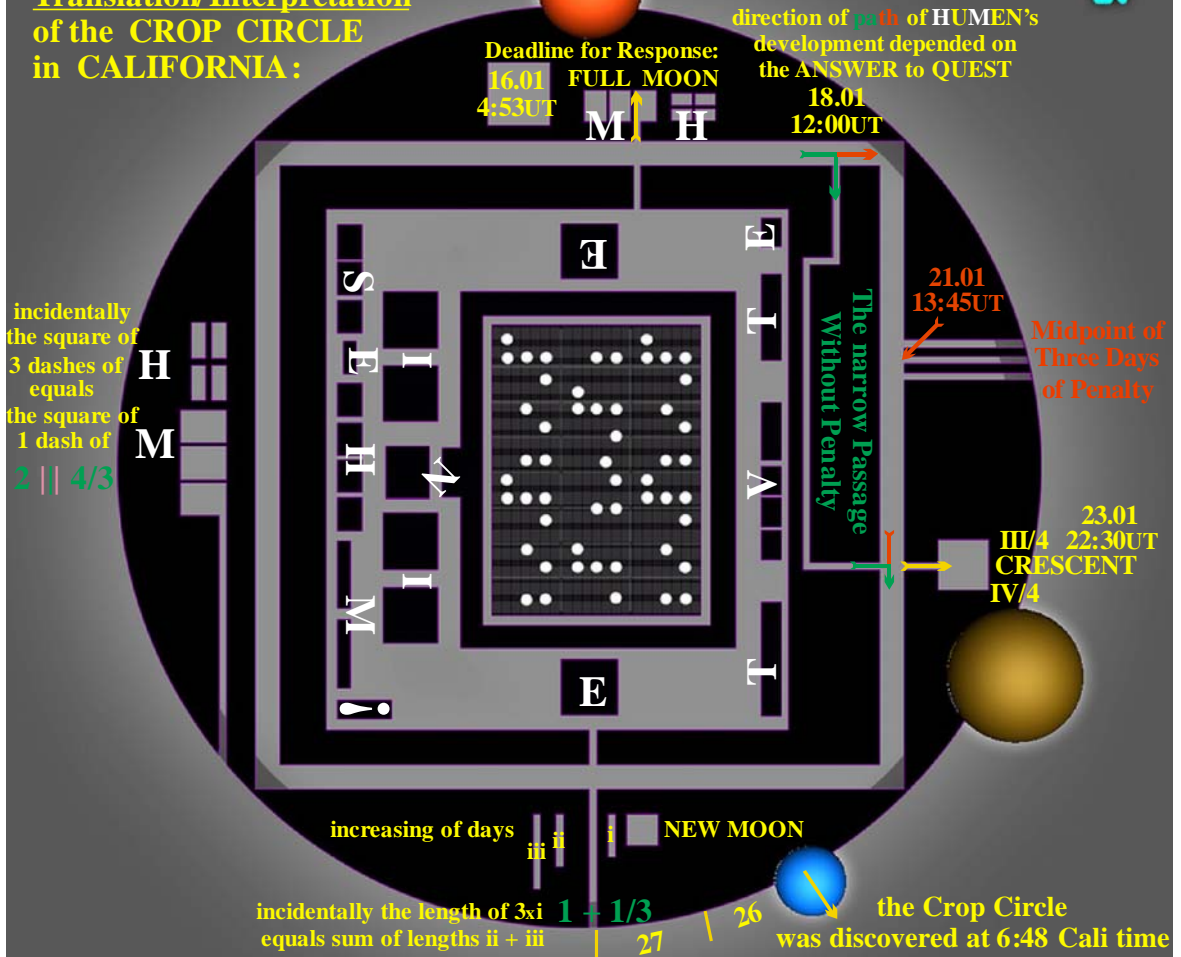 Translation/Interpretation
of the CROP CIRCLE
in CALIFORNIA:
Deadline for Response:
16.01 FULL MOON
4:53UT
M H
direction of path of HUMEN's
development depended on
the ANSWER to QUEST
18.01
12:00UT
E
F
S
T
E
I
H
N
V
I
M
T
!
E
The narrow Passage
Without Penalty
21.01
13:45UT
Midpoint of
Three Days
of Penalty
incidentally
the square of
3 dashes of
equals
the square of
1 dash of
2 || 4/3
H
M
23.01
III/4 22:30UT
CRESCENT
IV/4
increasing of days
iii ii i
NEW MOON
incidentally the length of 3xi 1 + 1/3
equals sum of lengths ii + iii
27 26
the Crop Circle
was discovered at 6:48 Cali time